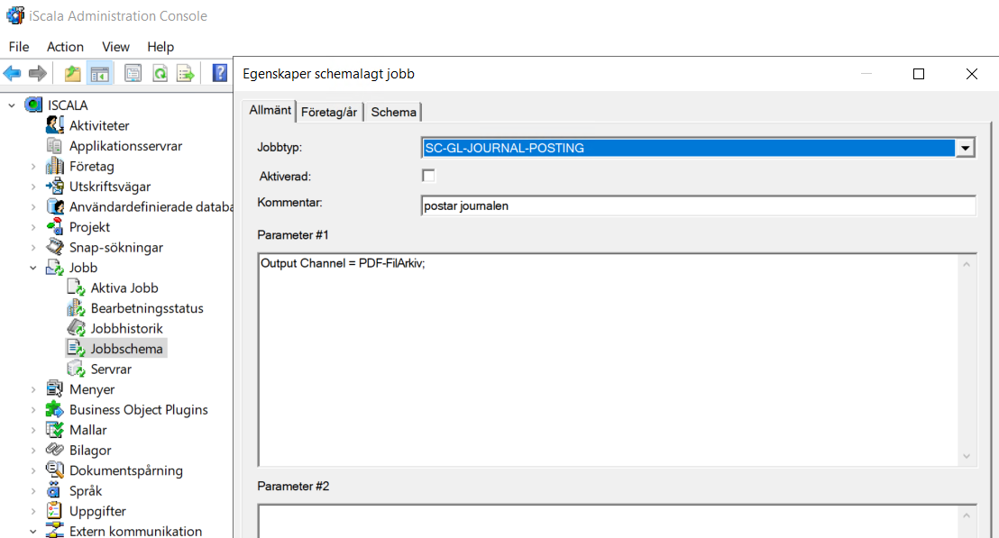 iScala Administration Console
File Action View Help
Egenskaper schemalagt jobb
ISCALA
Aktiviteter
Applikationsservrar
Företag
Utskriftsvägar
Användardefinierade databa
Projekt
Snap-sökningar
Jobb
Aktiva Jobb
Bearbetningsstatus
Jobbhistorik
Jobbschema
Servrar
Menyer
Business Object Plugins
Mallar
Bilagor
Dokumentspårning
Språk
Uppgifter
Extern kommunikation
Allmänt Företag/år Schema
Jobbtyp: SC-GL-JOURNAL-POSTING
Aktiverad:
Kommentar: postar journalen
Parameter #1
Output Channel = PDF-FilArkiv;
Parameter #2